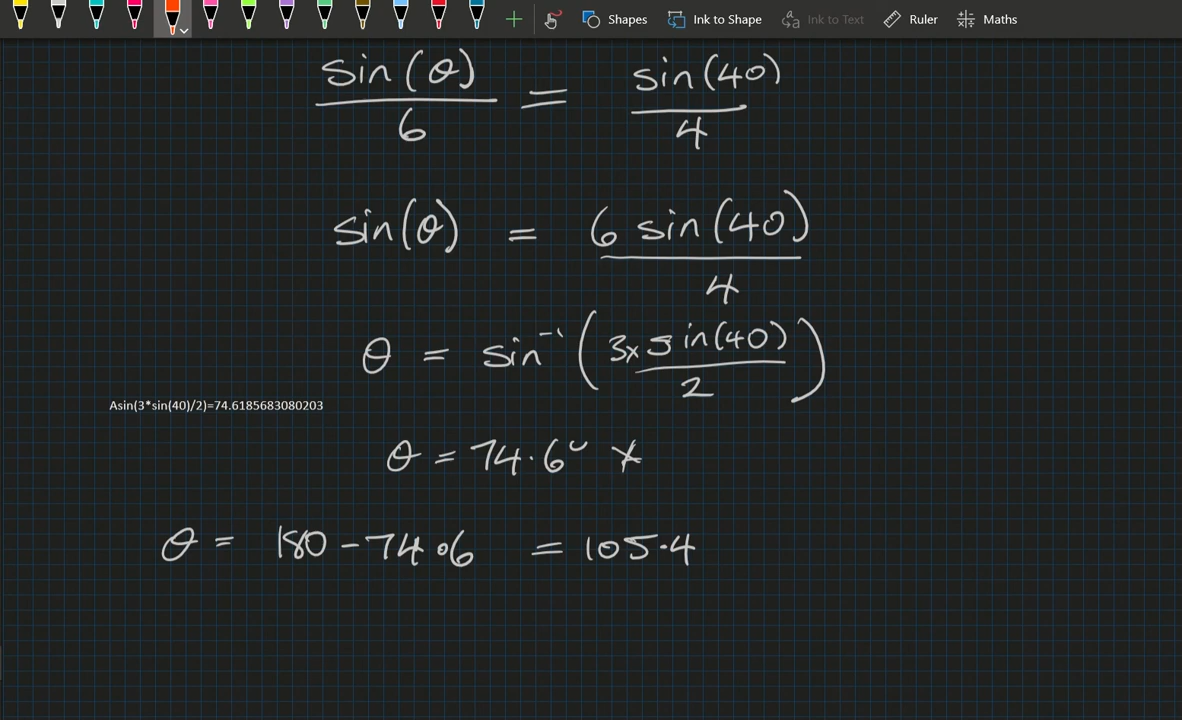 Shapes Ink to Shape Ink to Text Ruler Maths
sin(θ)/6 = sin(40)/4
sin(θ) = 6 sin(40)/4
θ = sin⁻¹(3×sin(40)/2)
Asin(3*sin(40)/2)=74.6185683080203
θ = 74.6° ×
θ = 180 - 74.6 = 105.4